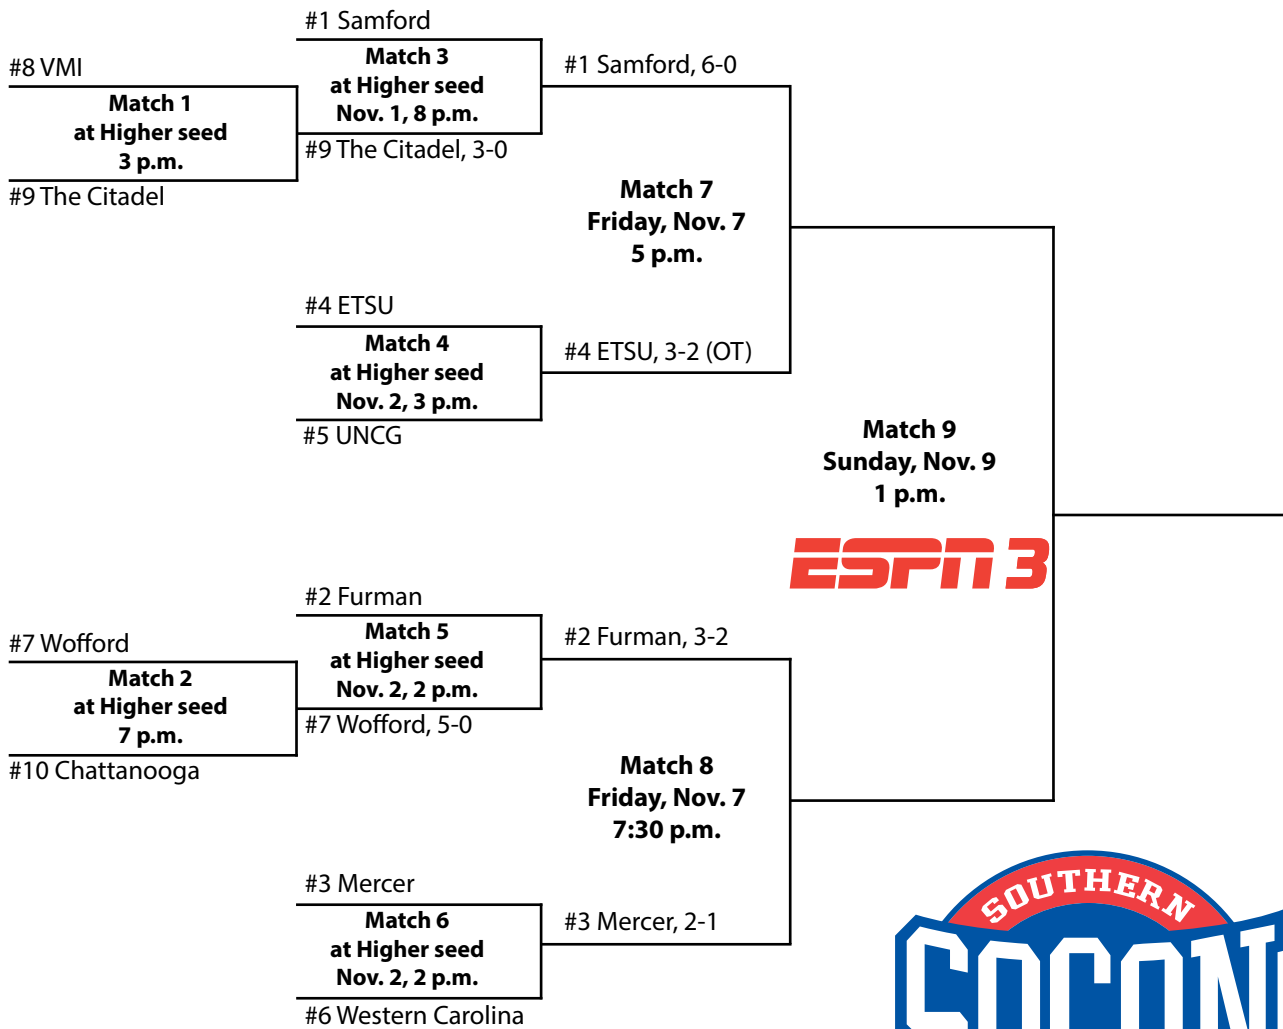 #1 Samford
Match 3
at Higher seed
Nov. 1, 8 p.m.
#8 VMI
Match 1
at Higher seed
3 p.m.
#9 The Citadel
#9 The Citadel, 3-0
#1 Samford, 6-0
Match 7
Friday, Nov. 7
5 p.m.
#4 ETSU
Match 4
at Higher seed
Nov. 2, 3 p.m.
#5 UNCG
#4 ETSU, 3-2 (OT)
Match 9
Sunday, Nov. 9
1 p.m.
ESPN 3
#2 Furman
Match 5
at Higher seed
Nov. 2, 2 p.m.
#7 Wofford
Match 2
at Higher seed
7 p.m.
#10 Chattanooga
#7 Wofford, 5-0
#2 Furman, 3-2
Match 8
Friday, Nov. 7
7:30 p.m.
#3 Mercer
Match 6
at Higher seed
Nov. 2, 2 p.m.
#6 Western Carolina
#3 Mercer, 2-1
SOUTHERN
SOCON